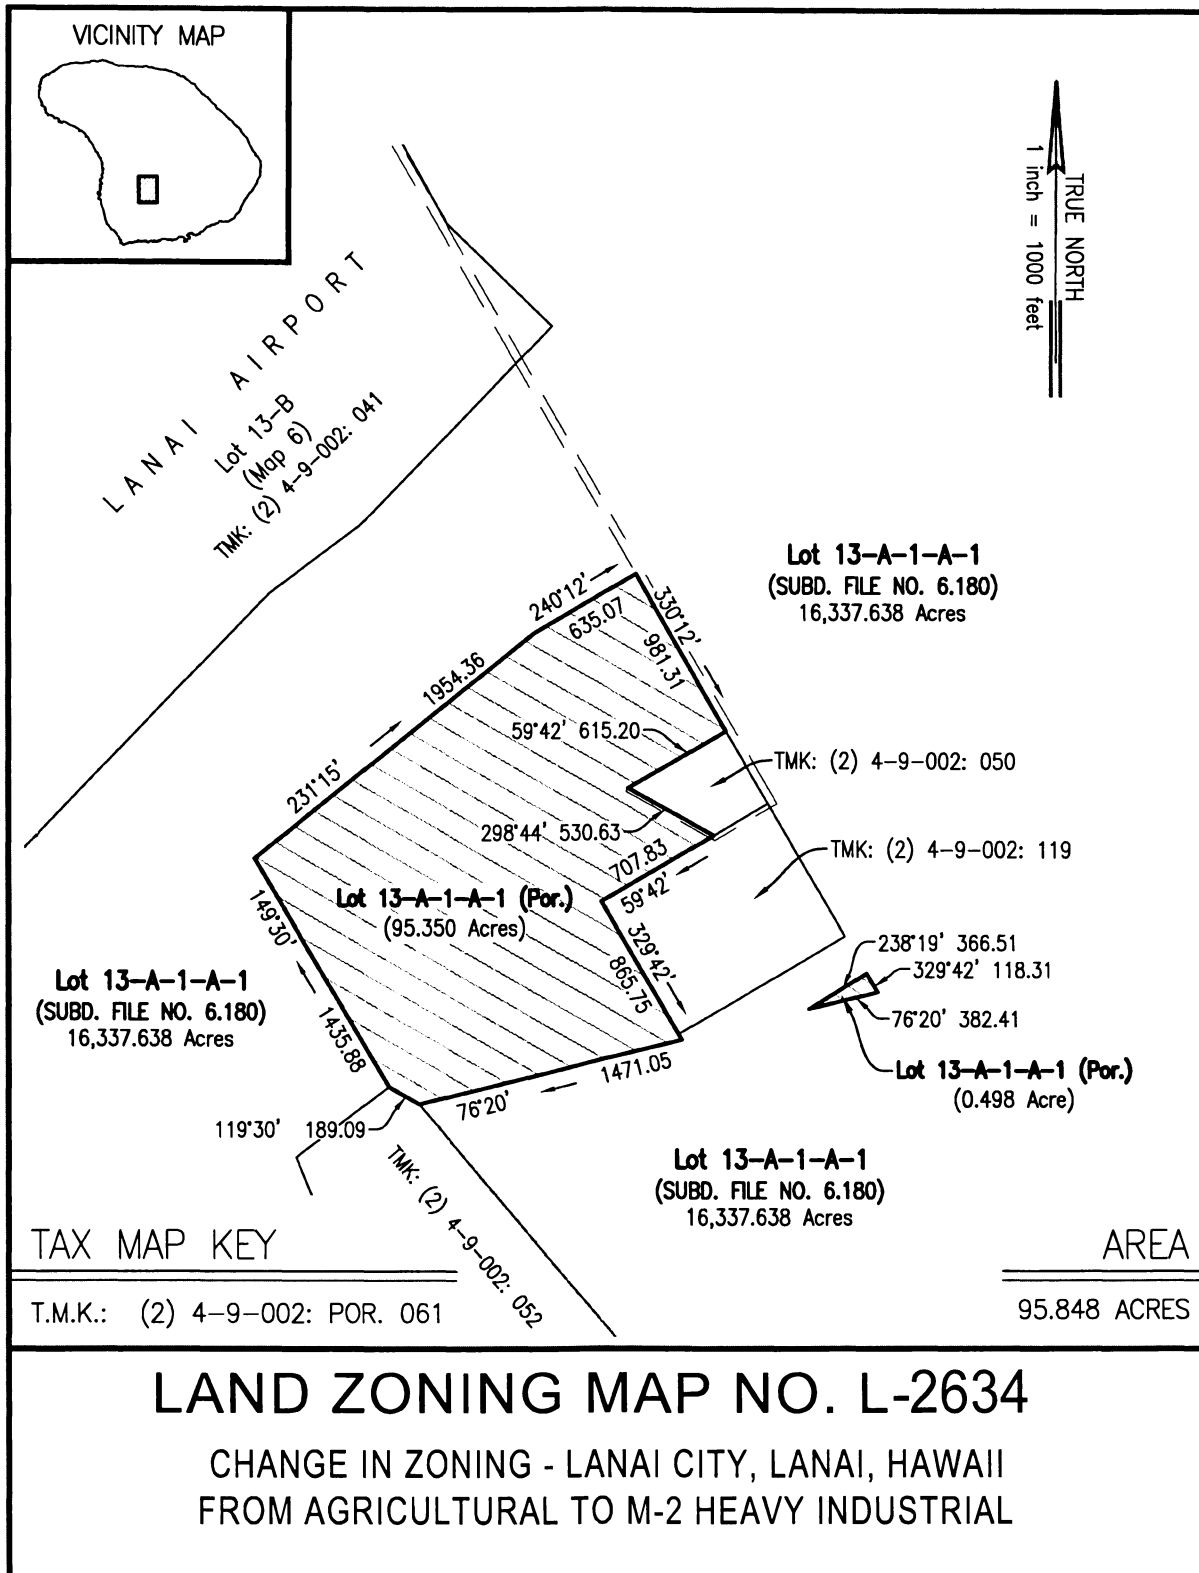 VICINITY MAP
TRUE NORTH
1 inch = 1000 feet
LANAI AIRPORT
Lot 13-B
(Map 6)
TMK: (2) 4-9-002: 041
Lot 13-A-1-A-1
(SUBD. FILE NO. 6.180)
16,337.638 Acres
240°12'
635.07
330°12'
981.31
1954.36
231°15'
59°42' 615.20
TMK: (2) 4-9-002: 050
298°44' 530.63
707.83
59°42'
TMK: (2) 4-9-002: 119
Lot 13-A-1-A-1 (Por.)
(95.350 Acres)
149°30'
1435.88
329°42'
865.75
238°19' 366.51
329°42' 118.31
76°20' 382.41
Lot 13-A-1-A-1 (Por.)
(0.498 Acre)
Lot 13-A-1-A-1
(SUBD. FILE NO. 6.180)
16,337.638 Acres
1471.05
76°20'
119°30' 189.09
TMK: (2) 4-9-002: 052
Lot 13-A-1-A-1
(SUBD. FILE NO. 6.180)
16,337.638 Acres
TAX MAP KEY
T.M.K.: (2) 4-9-002: POR. 061
AREA
95.848 ACRES
LAND ZONING MAP NO. L-2634
CHANGE IN ZONING - LANAI CITY, LANAI, HAWAII
FROM AGRICULTURAL TO M-2 HEAVY INDUSTRIAL